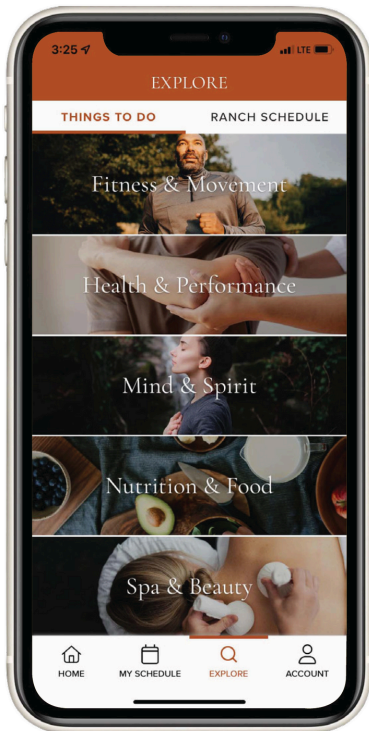 3:25
LTE
EXPLORE
THINGS TO DO
RANCH SCHEDULE
Fitness & Movement
Health & Performance
Mind & Spirit
Nutrition & Food
Spa & Beauty
HOME
MY SCHEDULE
EXPLORE
ACCOUNT